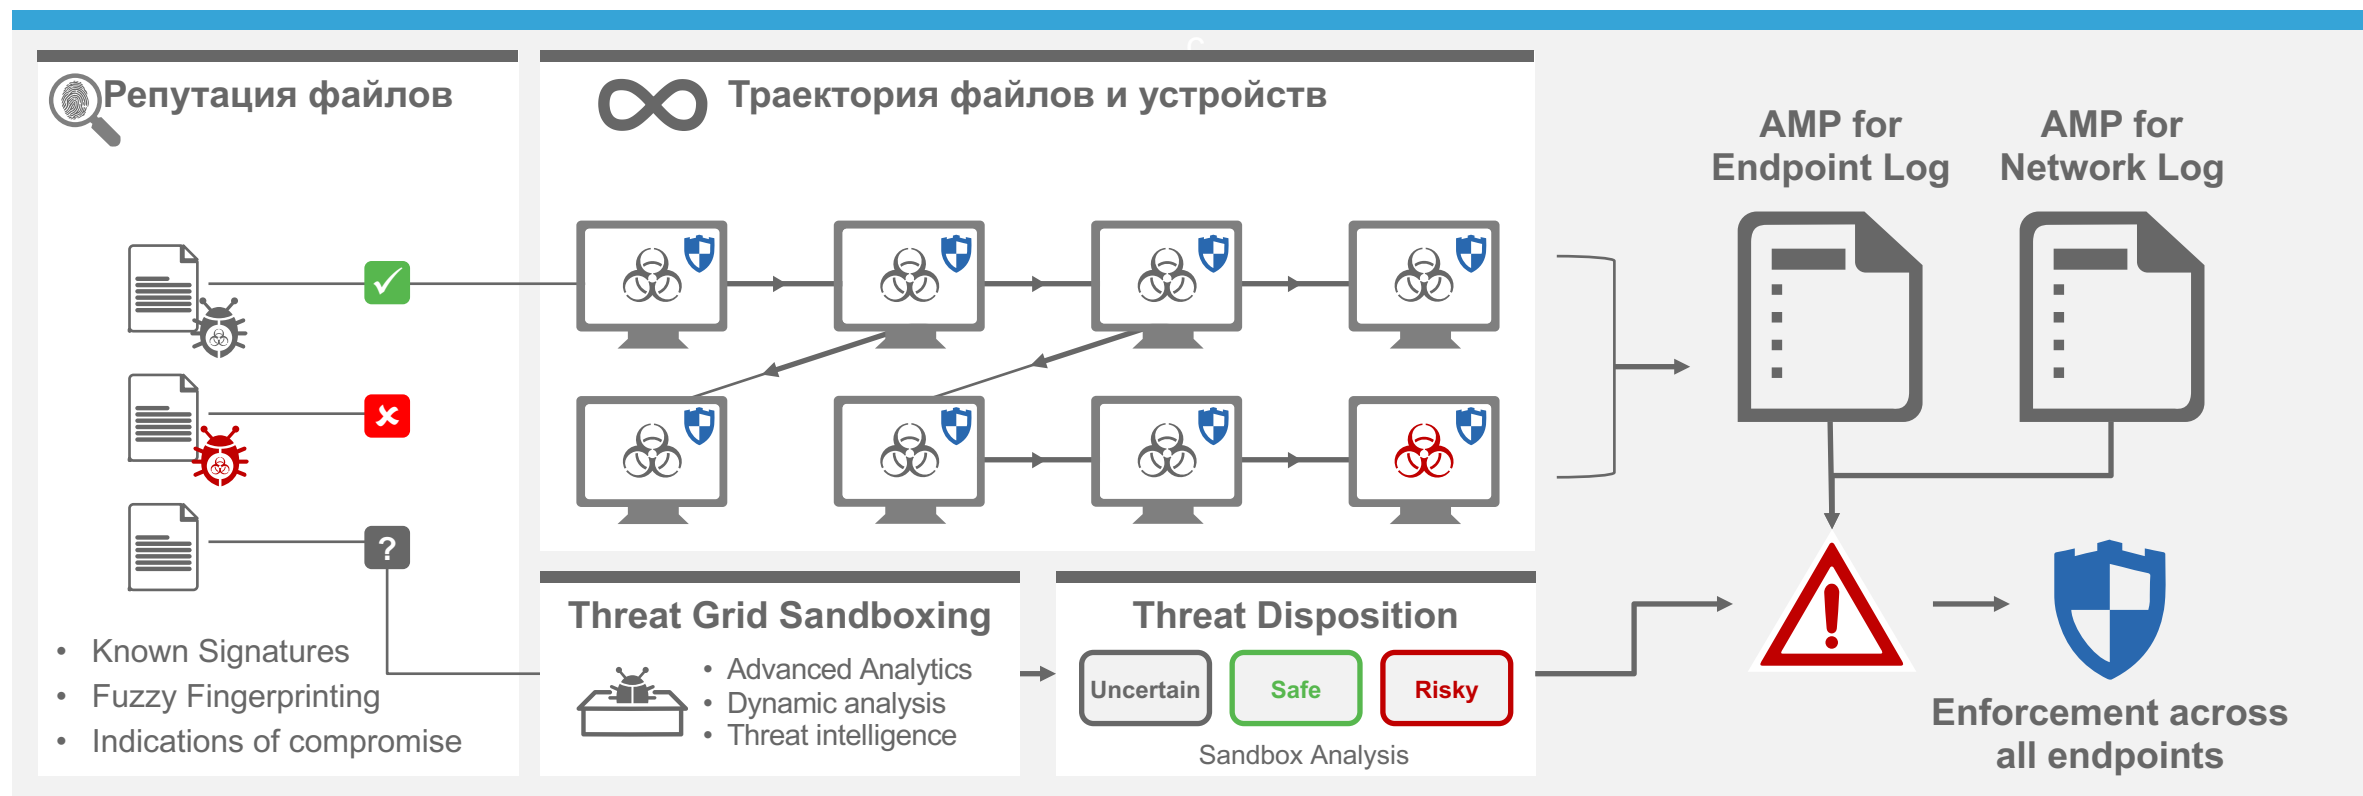 с
Репутация файлов
?
• Known Signatures
• Fuzzy Fingerprinting
• Indications of compromise
Траектория файлов и устройств
Threat Grid Sandboxing
• Advanced Analytics
• Dynamic analysis
• Threat intelligence
Threat Disposition
Uncertain
Safe
Risky
Sandbox Analysis
AMP for
Endpoint Log
AMP for
Network Log
!
Enforcement across
all endpoints